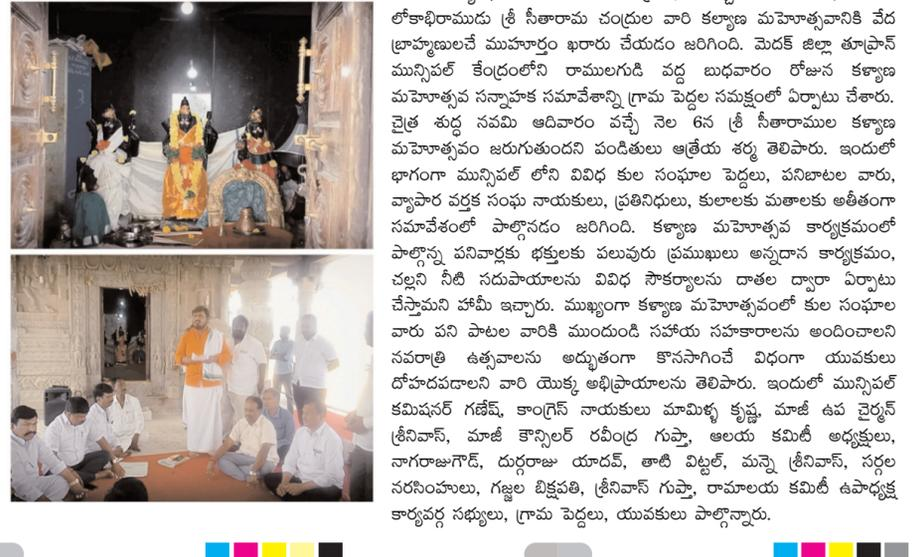 లోకాభిరాముడు శ్రీ సీతారామ చంద్రుల వారి కల్యాణ మహెూత్సవానికి వేద
బ్రాహ్మణులచే ముహూర్తం ఖరారు చేయడం జరిగింది. మెదక్ జిల్లా తూప్రాన్
మున్సిపల్ కేంద్రంలోని రాములగుడి వద్ద బుధవారం రోజున కళ్యాణ
మహెూత్సవ సన్నాహక సమావేశాన్ని గ్రామ పెద్దల సమక్షంలో ఏర్పాటు చేశారు.
చైత్ర శుద్ధ నవమి ఆదివారం వచ్చే నెల 6న శ్రీ సీతారాముల కళ్యాణ
మహెూత్సవం జరుగుతుందని పండితులు ఆత్రేయ శర్మ తెలిపారు. ఇందులో
భాగంగా మున్సిపల్ లోని వివిధ కుల సంఘాల పెద్దలు, పనిబాటల వారు,
వ్యాపార వర్తక సంఘ నాయకులు, ప్రతినిధులు, కులాలకు మతాలకు అతీతంగా
సమావేశంలో పాల్గొనడం జరిగింది. కళ్యాణ మహెూత్సవ కార్యక్రమంలో
పాల్గొన్న పనివార్లకు భక్తులకు పలువురు ప్రముఖులు అన్నదాన కార్యక్రమం,
చల్లని నీటి సదుపాయాలను వివిధ సౌకర్యాలను దాతల ద్వారా ఏర్పాటు
చేస్తామని హామీ ఇచ్చారు. ముఖ్యంగా కళ్యాణ మహెూత్సవంలో కుల సంఘాల
వారు పని పాటల వారికి ముందుండి సహాయ సహకారాలను అందించాలని
నవరాత్రి ఉత్సవాలను అద్భుతంగా కొనసాగించే విధంగా యువకులు
దోహదపడాలని వారి యొక్క అభిప్రాయాలను తెలిపారు. ఇందులో మున్సిపల్
కమిషనర్ గణేష్, కాంగ్రెస్ నాయకులు మామిళ్ళ కృష్ణ, మాజీ ఉప చైర్మన్
శ్రీనివాస్, మాజీ కౌన్సిలర్ రవీంద్ర గుప్తా, ఆలయ కమిటీ అధ్యక్షులు,
నాగరాజుగౌడ్, దుర్గరాజు యాదవ్, తాటి విట్టల్, మన్నె శ్రీనివాస్, సర్గల
నరసింహులు, గజ్జల బిక్షపతి, శ్రీనివాస్ గుప్తా, రామాలయ కమిటీ ఉపాధ్యక్ష
కార్యవర్గ సభ్యులు, గ్రామ పెద్దలు, యువకులు పాల్గొన్నారు.